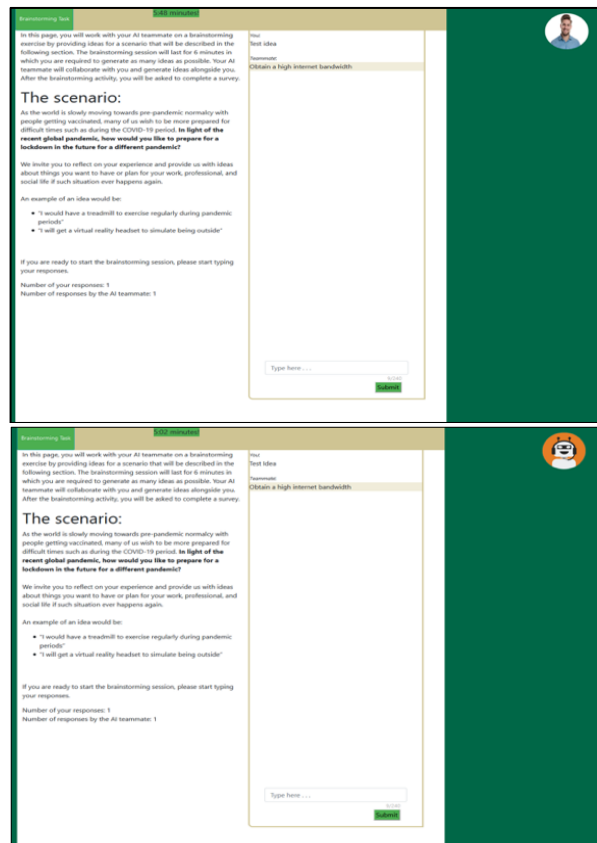 5:48 minutes!
Brainstorming Task
In this page, you will work with your AI teammate on a brainstorming
exercise by providing ideas for a scenario that will be described in the
following section. The brainstorming session will last for 6 minutes in
which you are required to generate as many ideas as possible. Your AI
teammate will collaborate with you and generate ideas alongside you.
After the brainstorming activity, you will be asked to complete a survey.
The scenario:
As the world is slowly moving towards pre-pandemic normalcy with
people getting vaccinated, many of us wish to be more prepared for
difficult times such as during the COVID-19 period. In light of the
recent global pandemic, how would you like to prepare for a
lockdown in the future for a different pandemic?
We invite you to reflect on your experience and provide us with ideas
about things you want to have or plan for your work, professional, and
social life if such situation ever happens again.
An example of an idea would be:
• "I would have a treadmill to exercise regularly during pandemic
periods"
• "I will get a virtual reality headset to simulate being outside"
If you are ready to start the brainstorming session, please start typing
your responses.
Number of your responses: 1
Number of responses by the AI teammate: 1
You:
Test idea
Teammate:
Obtain a high internet bandwidth
Type here . . .
Submit
5:02 minutes!
Brainstorming Task
In this page, you will work with your AI teammate on a brainstorming
exercise by providing ideas for a scenario that will be described in the
following section. The brainstorming session will last for 6 minutes in
which you are required to generate as many ideas as possible. Your AI
teammate will collaborate with you and generate ideas alongside you.
After the brainstorming activity, you will be asked to complete a survey.
The scenario:
As the world is slowly moving towards pre-pandemic normalcy with
people getting vaccinated, many of us wish to be more prepared for
difficult times such as during the COVID-19 period. In light of the
recent global pandemic, how would you like to prepare for a
lockdown in the future for a different pandemic?
We invite you to reflect on your experience and provide us with ideas
about things you want to have or plan for your work, professional, and
social life if such situation ever happens again.
An example of an idea would be:
• "I would have a treadmill to exercise regularly during pandemic
periods"
• "I will get a virtual reality headset to simulate being outside"
If you are ready to start the brainstorming session, please start typing
your responses.
Number of your responses: 1
Number of responses by the AI teammate: 1
You:
Test Idea
Teammate:
Obtain a high internet bandwidth
Type here . . .
Submit